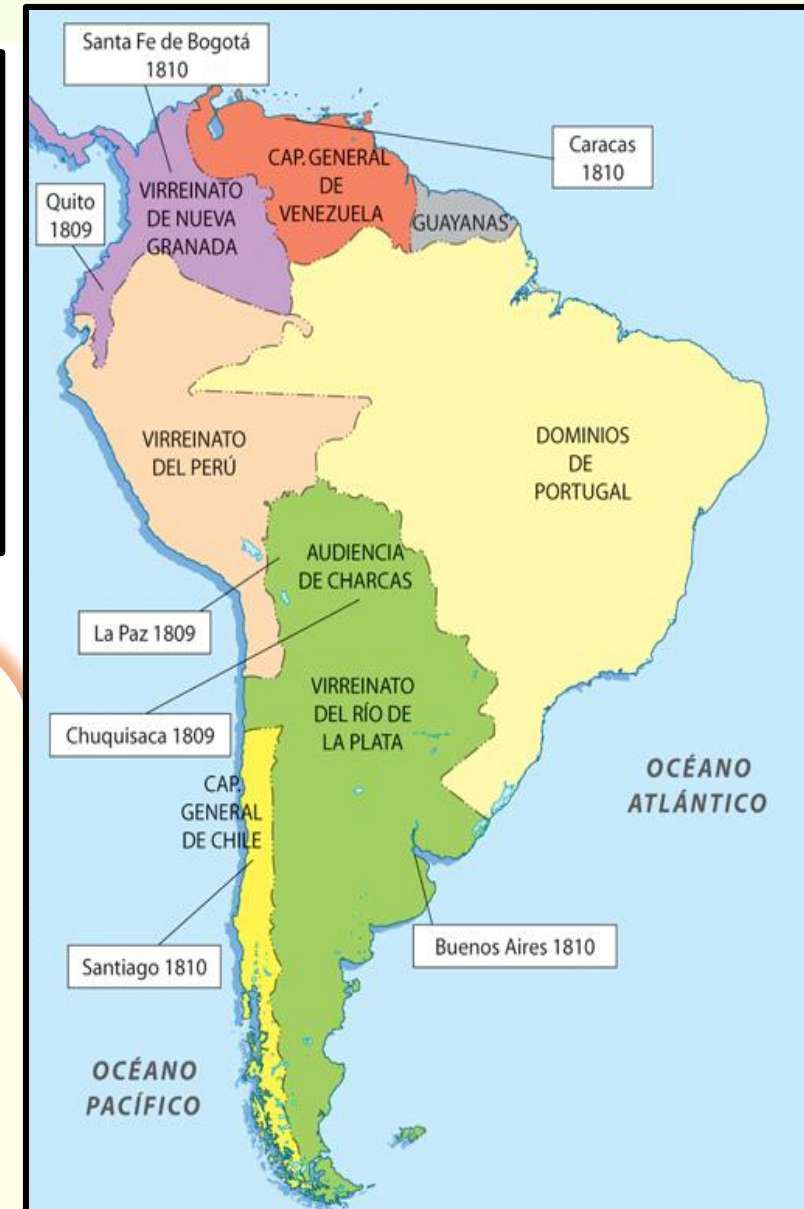 Santa Fe de Bogotá
1810
Caracas
1810
CAP. GENERAL
DE
VENEZUELA
VIRREINATO
DE NUEVA
GRANADA
Quito
1809
GUAYANAS
VIRREINATO
DEL PERÚ
DOMINIOS
DE
PORTUGAL
AUDIENCIA
DE CHARCAS
La Paz 1809
VIRREINATO
DEL RÍO DE
LA PLATA
Chuquisaca 1809
CAP.
GENERAL
DE CHILE
OCÉANO
ATLÁNTICO
Buenos Aires 1810
Santiago 1810
OCÉANO
PACÍFICO